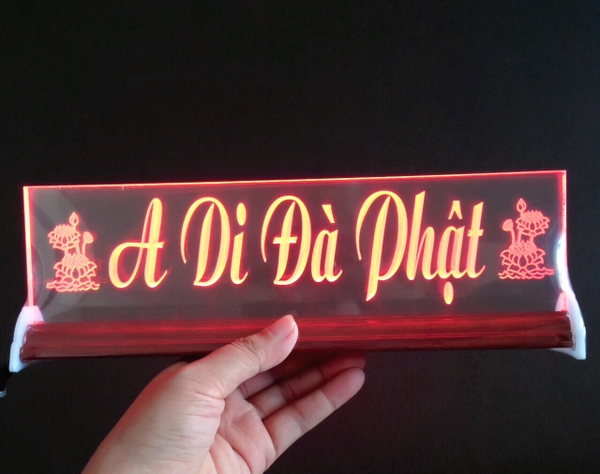 A Di Đà Phật